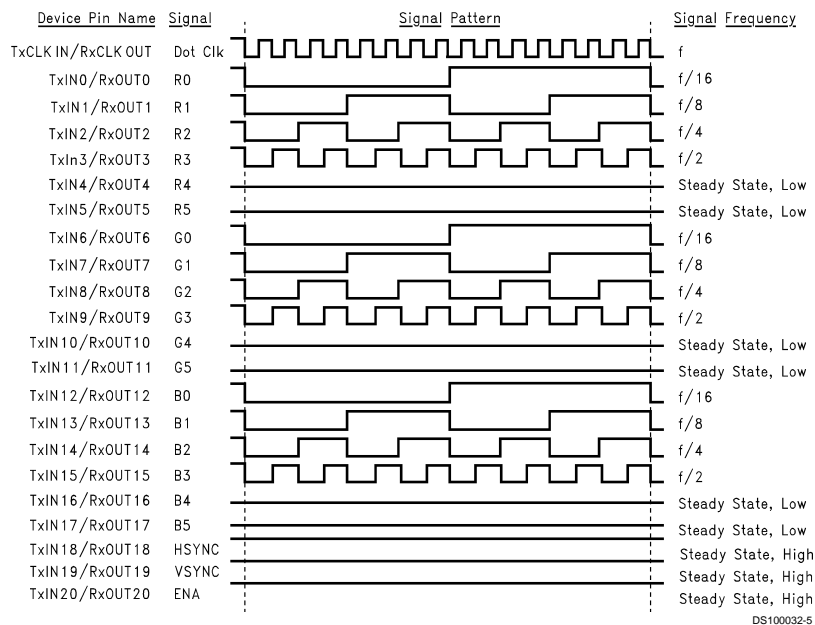 Device Pin Name Signal Signal Pattern Signal Frequency
TxCLK IN/RxCLK OUT Dot Clk f
TxIN0/RxOUT0 R0 f/16
TxIN1/RxOUT1 R1 f/8
TxIN2/RxOUT2 R2 f/4
TxIn3/RxOUT3 R3 f/2
TxIN4/RxOUT4 R4 Steady State, Low
TxIN5/RxOUT5 R5 Steady State, Low
TxIN6/RxOUT6 G0 f/16
TxIN7/RxOUT7 G1 f/8
TxIN8/RxOUT8 G2 f/4
TxIN9/RxOUT9 G3 f/2
TxIN10/RxOUT10 G4 Steady State, Low
TxIN11/RxOUT11 G5 Steady State, Low
TxIN12/RxOUT12 B0 f/16
TxIN13/RxOUT13 B1 f/8
TxIN14/RxOUT14 B2 f/4
TxIN15/RxOUT15 B3 f/2
TxIN16/RxOUT16 B4 Steady State, Low
TxIN17/RxOUT17 B5 Steady State, Low
TxIN18/RxOUT18 HSYNC Steady State, High
TxIN19/RxOUT19 VSYNC Steady State, High
TxIN20/RxOUT20 ENA Steady State, High
DS100032-5